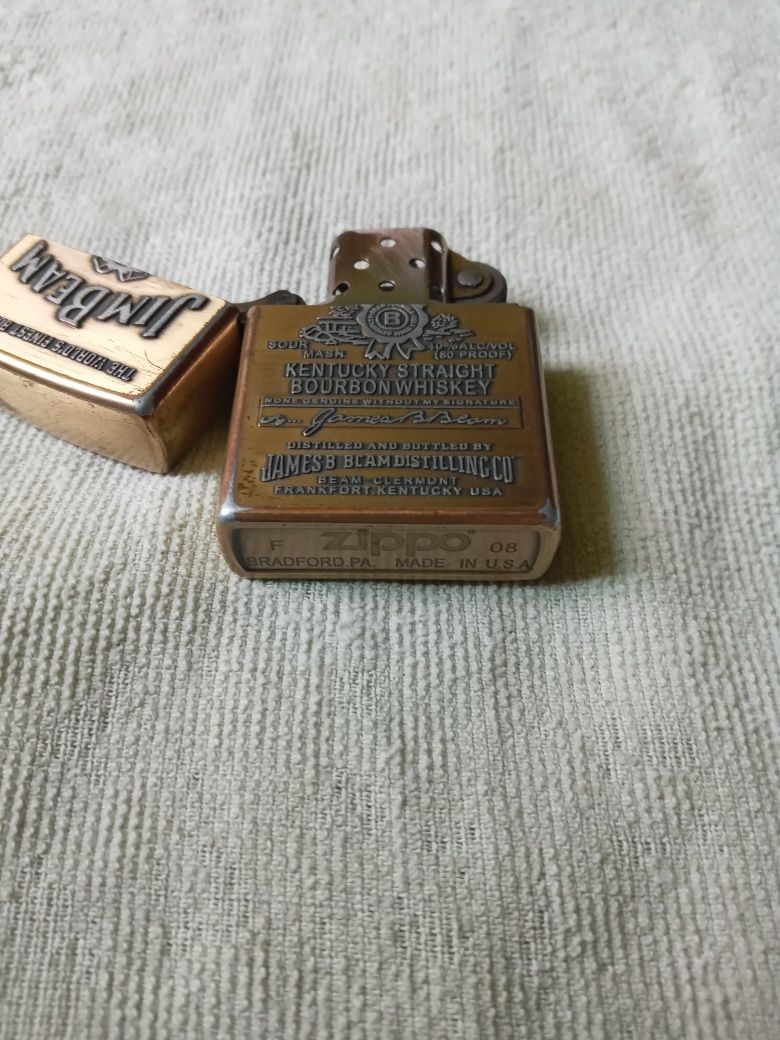 JIM BEAM
THE WORLD'S FINEST B
B
SOUR MASH 40% ALC/VOL (80 PROOF)
KENTUCKY STRAIGHT
BOURBON WHISKEY
NONE GENUINE WITHOUT MY SIGNATURE
James B Beam
DISTILLED AND BOTTLED BY
JAMES B BEAM DISTILLING CO
BEAM CLERMONT
FRANKFORT.KENTUCKY USA
F zippo 08
BRADFORD.PA. MADE IN U.S.A